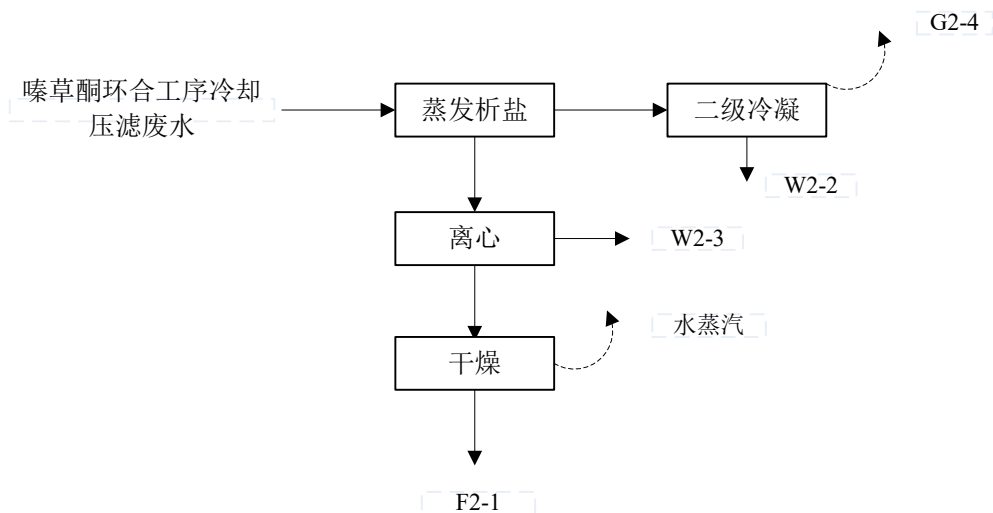 G2-4
嗪草酮环合工序冷却
压滤废水
蒸发析盐
二级冷凝
W2-2
离心
W2-3
水蒸汽
干燥
F2-1